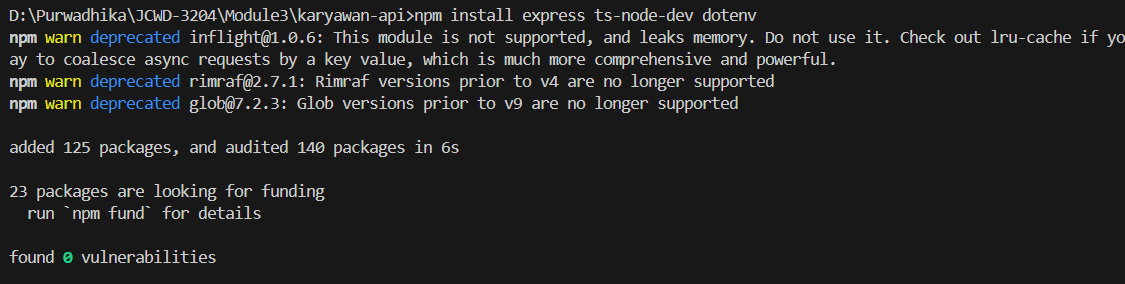 D:\Purwadhika\JCWD-3204\Module3\karyawan-api>npm install express ts-node-dev dotenv
npm warn deprecated inflight@1.0.6: This module is not supported, and leaks memory. Do not use it. Check out lru-cache if yo
ay to coalesce async requests by a key value, which is much more comprehensive and powerful.
npm warn deprecated rimraf@2.7.1: Rimraf versions prior to v4 are no longer supported
npm warn deprecated glob@7.2.3: Glob versions prior to v9 are no longer supported
added 125 packages, and audited 140 packages in 6s
23 packages are looking for funding
run `npm fund` for details
found 0 vulnerabilities